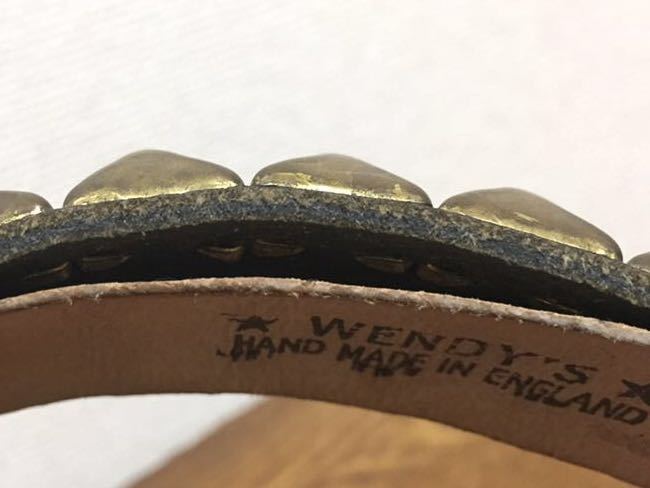 ★ WENDY'S ★
HAND MADE IN ENGLAND